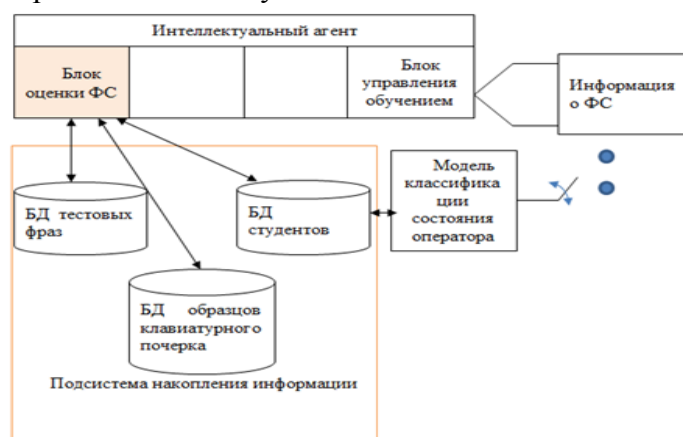 Интеллектуальный агент
Блок
оценки ФС
Блок
управления
обучением
Информация
о ФС
БД тестовых
фраз
БД
студентов
Модель
классифика
ции
состояния
оператора
БД образцов
клавиатурного
почерка
Подсистема накопления информации